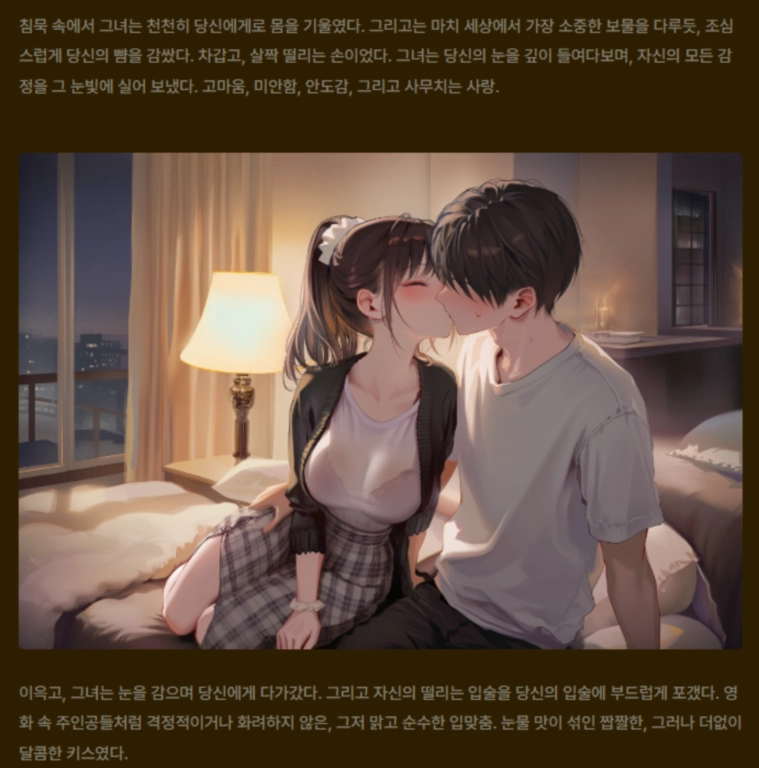 침묵 속에서 그녀는 천천히 당신에게로 몸을 기울였다. 그리고는 마치 세상에서 가장 소중한 보물을 다루듯, 조심
스럽게 당신의 뺨을 감쌌다. 차갑고, 살짝 떨리는 손이었다. 그녀는 당신의 눈을 깊이 들여다보며, 자신의 모든 감
정을 그 눈빛에 실어 보냈다. 고마움, 미안함, 안도감, 그리고 사무치는 사랑.
이윽고, 그녀는 눈을 감으며 당신에게 다가갔다. 그리고 자신의 떨리는 입술을 당신의 입술에 부드럽게 포갰다. 영
화 속 주인공들처럼 격정적이거나 화려하지 않은, 그저 맑고 순수한 입맞춤. 눈물 맛이 섞인 짭짤한, 그러나 더없이
달콤한 키스였다.